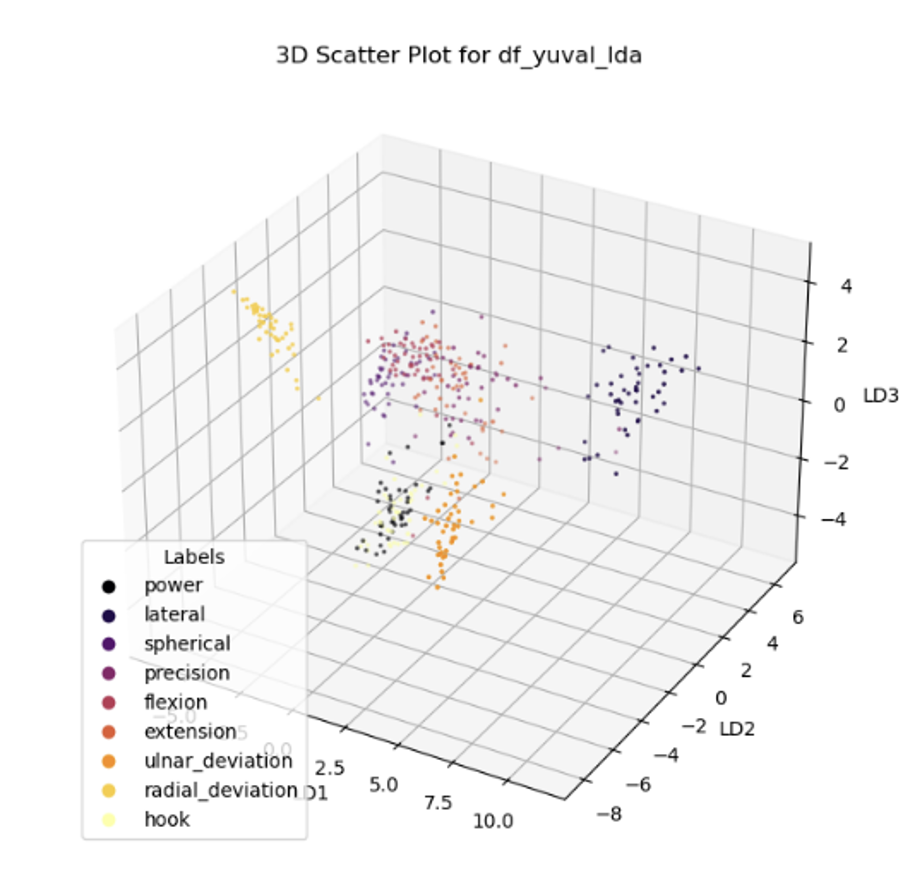 3D Scatter Plot for df_yuval_lda
4
2
0
−2
−4
LD3
6
4
2
0
−2
−4
−6
−8
LD2
−5.0
0.0
2.5
5.0
7.5
10.0
Labels
power
lateral
spherical
precision
flexion
extension
ulnar_deviation
radial_deviation
hook